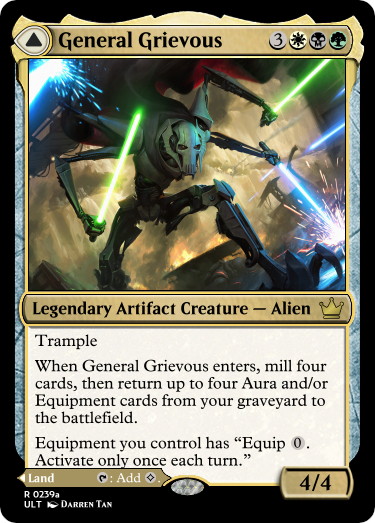 General Grievous 3
Legendary Artifact Creature — Alien
Trample
When General Grievous enters, mill four
cards, then return up to four Aura and/or
Equipment cards from your graveyard to
the battlefield.
Equipment you control has “Equip 0.
Activate only once each turn.”
Land : Add .
4/4
R 0239a
ULT DARREN TAN